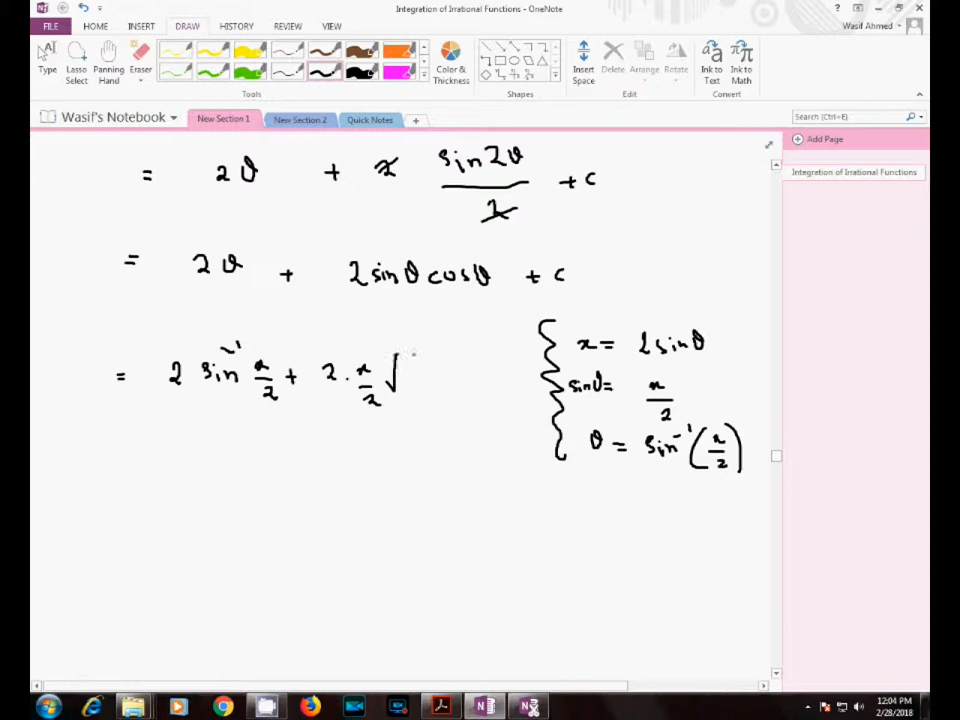 Integration of Irrational Functions - OneNote
Wasif Ahmed
FILE HOME INSERT DRAW HISTORY REVIEW VIEW
Type Lasso Select Panning Hand Eraser Color & Thickness Insert Space Delete Arrange Rotate Ink to Text Ink to Math
Tools Shapes Edit Convert
Wasif's Notebook New Section 1 New Section 2 Quick Notes + Search (Ctrl+E)
Add Page
Integration of Irrational Functions
= 2θ + 2 sin2θ/2 + c
= 2θ + 2sinθ cosθ + c
= 2 sin⁻¹ x/2 + 2 · x/2 √
x = 2sinθ
sinθ = x/2
θ = sin⁻¹(x/2)
12:04 PM
2/28/2018